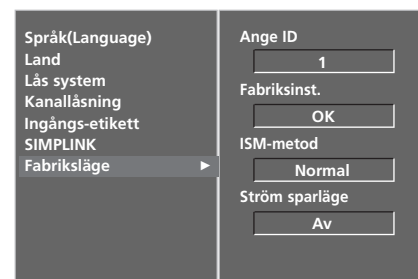 Språk(Language)
Land
Lås system
Kanallåsning
Ingångs-etikett
SIMPLINK
Fabriksläge ►
Ange ID
1
Fabriksinst.
OK
ISM-metod
Normal
Ström sparläge
Av